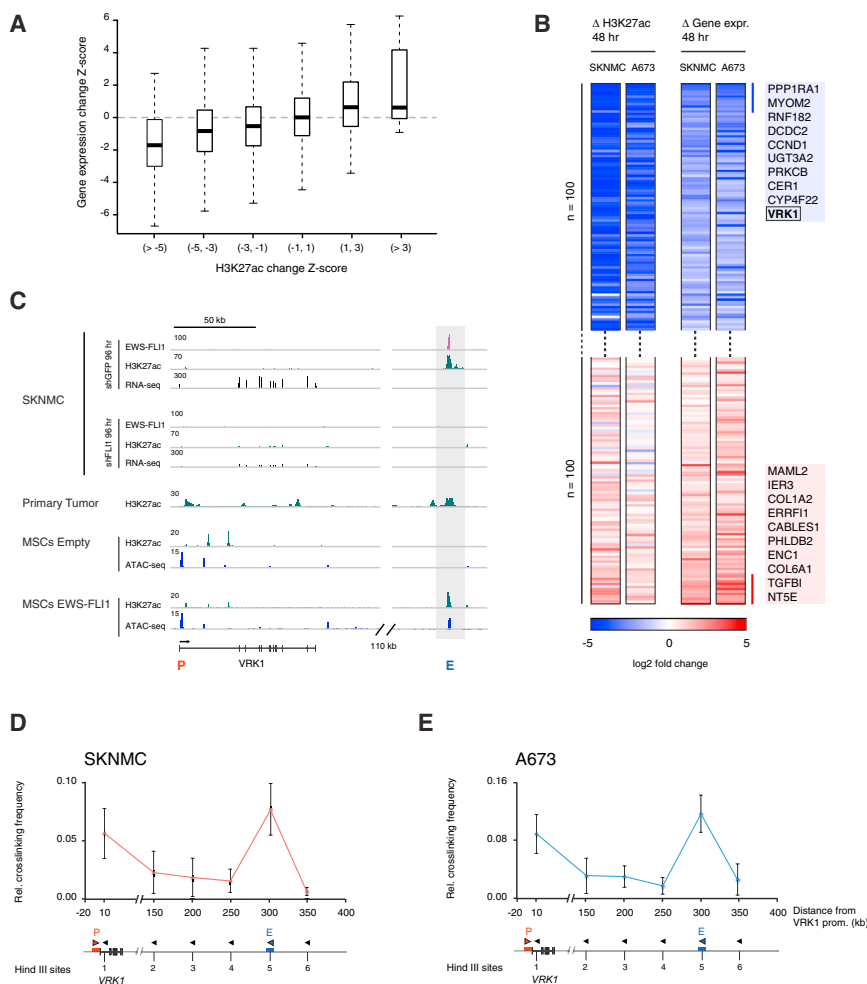 A
Gene expression change Z-score
6
4
2
0
-2
-4
-6
(> -5)
(-5, -3)
(-3, -1)
(-1, 1)
(1, 3)
(> 3)
H3K27ac change Z-score
B
Δ H3K27ac
48 hr
Δ Gene expr.
48 hr
SKNMC A673
SKNMC A673
n = 100
PPP1RA1
MYOM2
RNF182
DCDC2
CCND1
UGT3A2
PRKCB
CER1
CYP4F22
VRK1
n = 100
MAML2
IER3
COL1A2
ERRFI1
CABLES1
PHLDB2
ENC1
COL6A1
TGFBI
NT5E
-5 0 5
log2 fold change
C
50 kb
SKNMC
shGFP 96 hr
EWS-FLI1 100
H3K27ac 70
RNA-seq 300
shFLI1 96 hr
EWS-FLI1 100
H3K27ac 70
RNA-seq 300
Primary Tumor H3K27ac 30
MSCs Empty H3K27ac 20
ATAC-seq 15
MSCs EWS-FLI1 H3K27ac 20
ATAC-seq 15
110 kb
P VRK1 E
D
SKNMC
Rel. crosslinking frequency
0.10
0.05
0.00
-20 10 150 200 250 300 350 400
P E
Hind III sites 1 2 3 4 5 6
VRK1
E
A673
Rel. crosslinking frequency
0.16
0.08
0.00
-20 10 150 200 250 300 350 400
Distance from
VRK1 prom. (kb)
P E
Hind III sites 1 2 3 4 5 6
VRK1